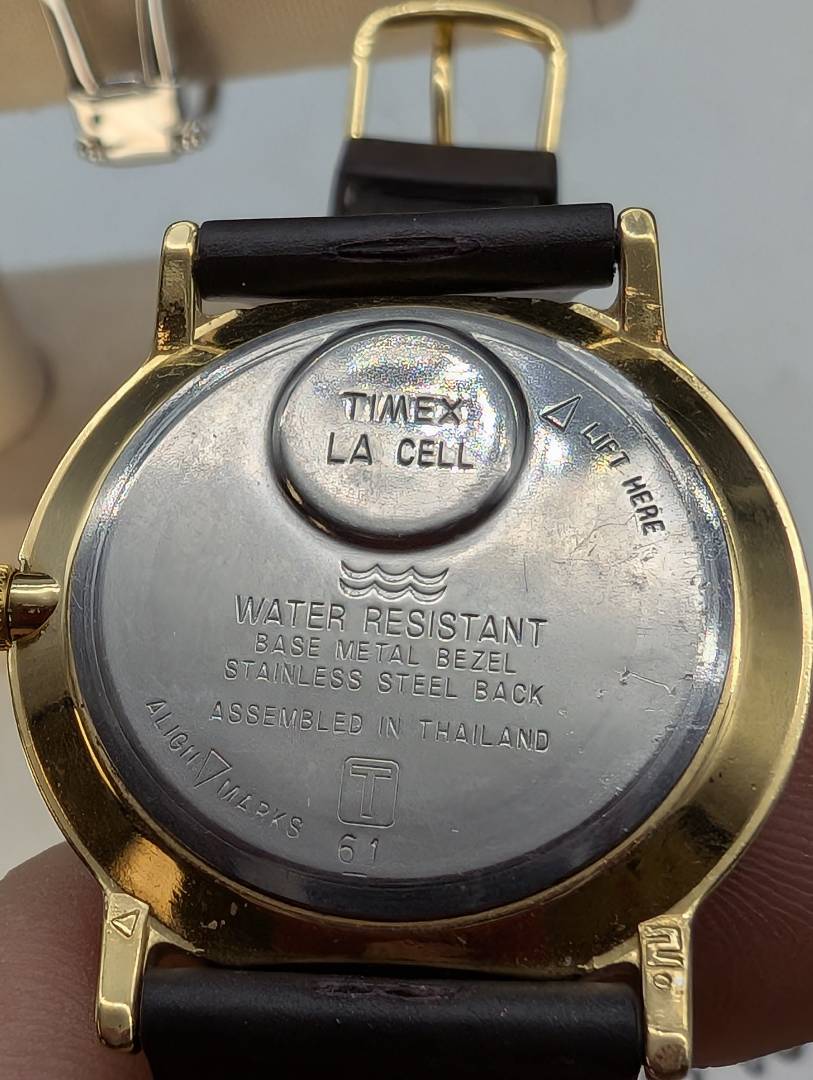 TIMEX
LA CELL
LIFT HERE
WATER RESISTANT
BASE METAL BEZEL
STAINLESS STEEL BACK
ASSEMBLED IN THAILAND
ALIGN MARKS
T
61